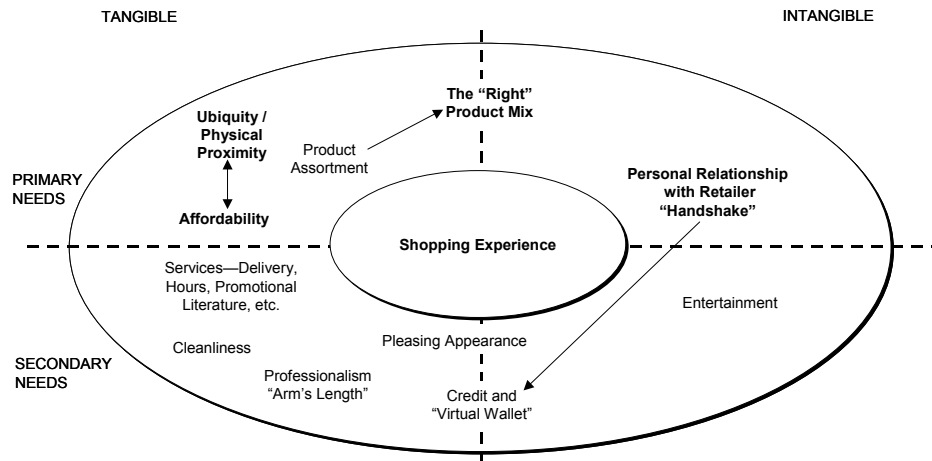 TANGIBLE
INTANGIBLE
The “Right”
Product Mix
Ubiquity /
Physical
Proximity
Product
Assortment
PRIMARY
NEEDS
Personal Relationship
with Retailer
“Handshake”
Affordability
Shopping Experience
Services—Delivery,
Hours, Promotional
Literature, etc.
Entertainment
Cleanliness
Pleasing Appearance
SECONDARY
NEEDS
Professionalism
“Arm’s Length”
Credit and
“Virtual Wallet”